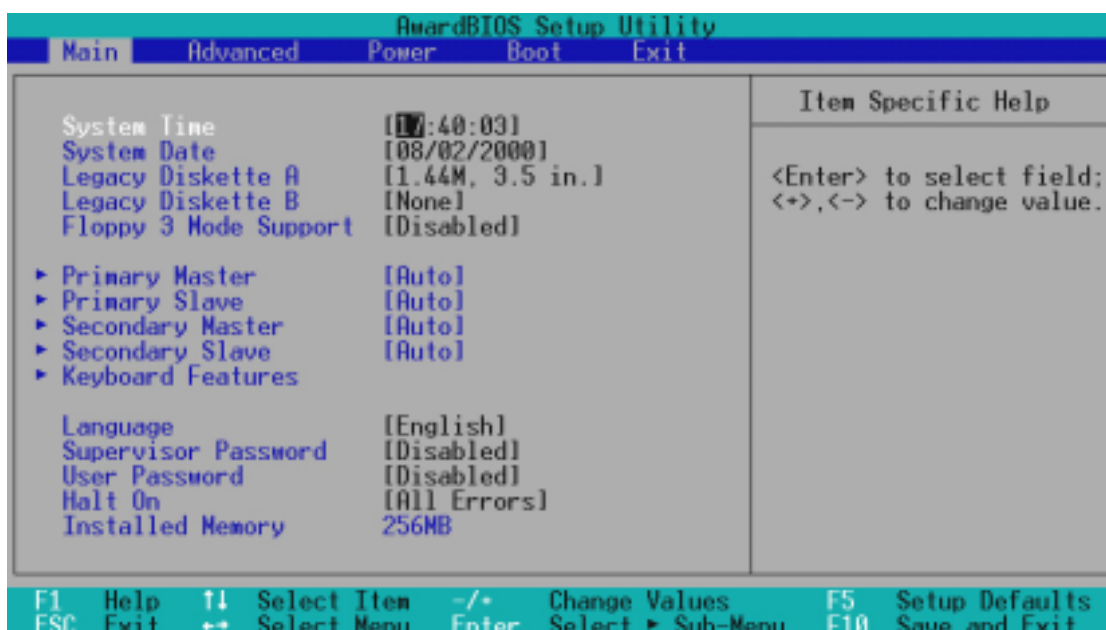 AwardBIOS Setup Utility
Main Advanced Power Boot Exit
Item Specific Help
System Time [17:40:03]
System Date [08/02/2000]
Legacy Diskette A [1.44M, 3.5 in.]
Legacy Diskette B [None]
Floppy 3 Mode Support [Disabled]
<Enter> to select field;
<+>,<-> to change value.
▶ Primary Master [Auto]
▶ Primary Slave [Auto]
▶ Secondary Master [Auto]
▶ Secondary Slave [Auto]
▶ Keyboard Features
Language [English]
Supervisor Password [Disabled]
User Password [Disabled]
Halt On [All Errors]
Installed Memory 256MB
F1 Help ↑↓ Select Item -/+ Change Values F5 Setup Defaults
ESC Exit ←→ Select Menu Enter Select ▶ Sub-Menu F10 Save and Exit